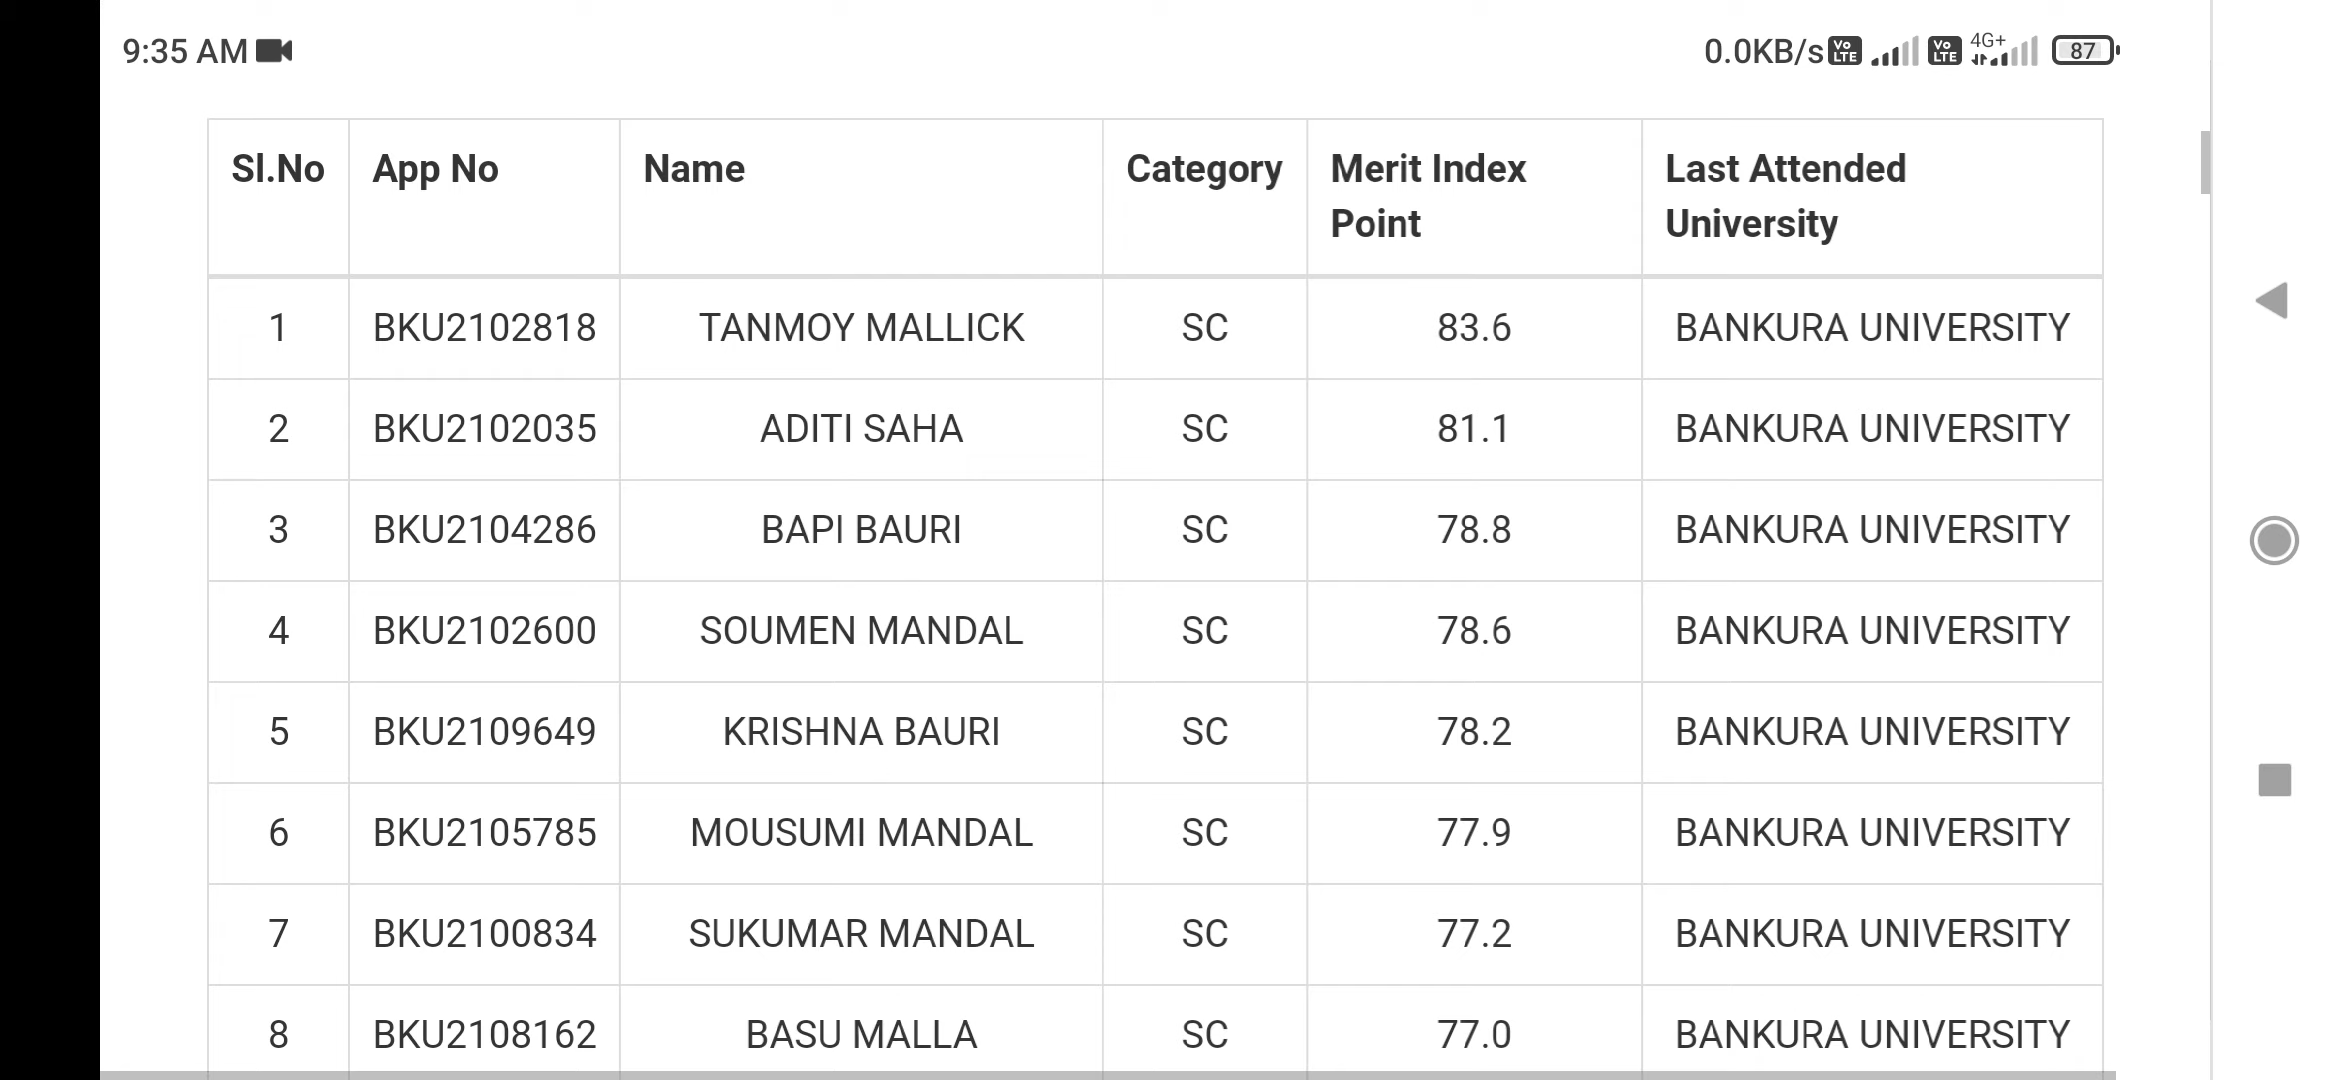 9:35 AM 0.0KB/s Vo LTE Vo LTE 4G+ 87
Sl.No App No Name Category Merit Index Point Last Attended University
1 BKU2102818 TANMOY MALLICK SC 83.6 BANKURA UNIVERSITY
2 BKU2102035 ADITI SAHA SC 81.1 BANKURA UNIVERSITY
3 BKU2104286 BAPI BAURI SC 78.8 BANKURA UNIVERSITY
4 BKU2102600 SOUMEN MANDAL SC 78.6 BANKURA UNIVERSITY
5 BKU2109649 KRISHNA BAURI SC 78.2 BANKURA UNIVERSITY
6 BKU2105785 MOUSUMI MANDAL SC 77.9 BANKURA UNIVERSITY
7 BKU2100834 SUKUMAR MANDAL SC 77.2 BANKURA UNIVERSITY
8 BKU2108162 BASU MALLA SC 77.0 BANKURA UNIVERSITY